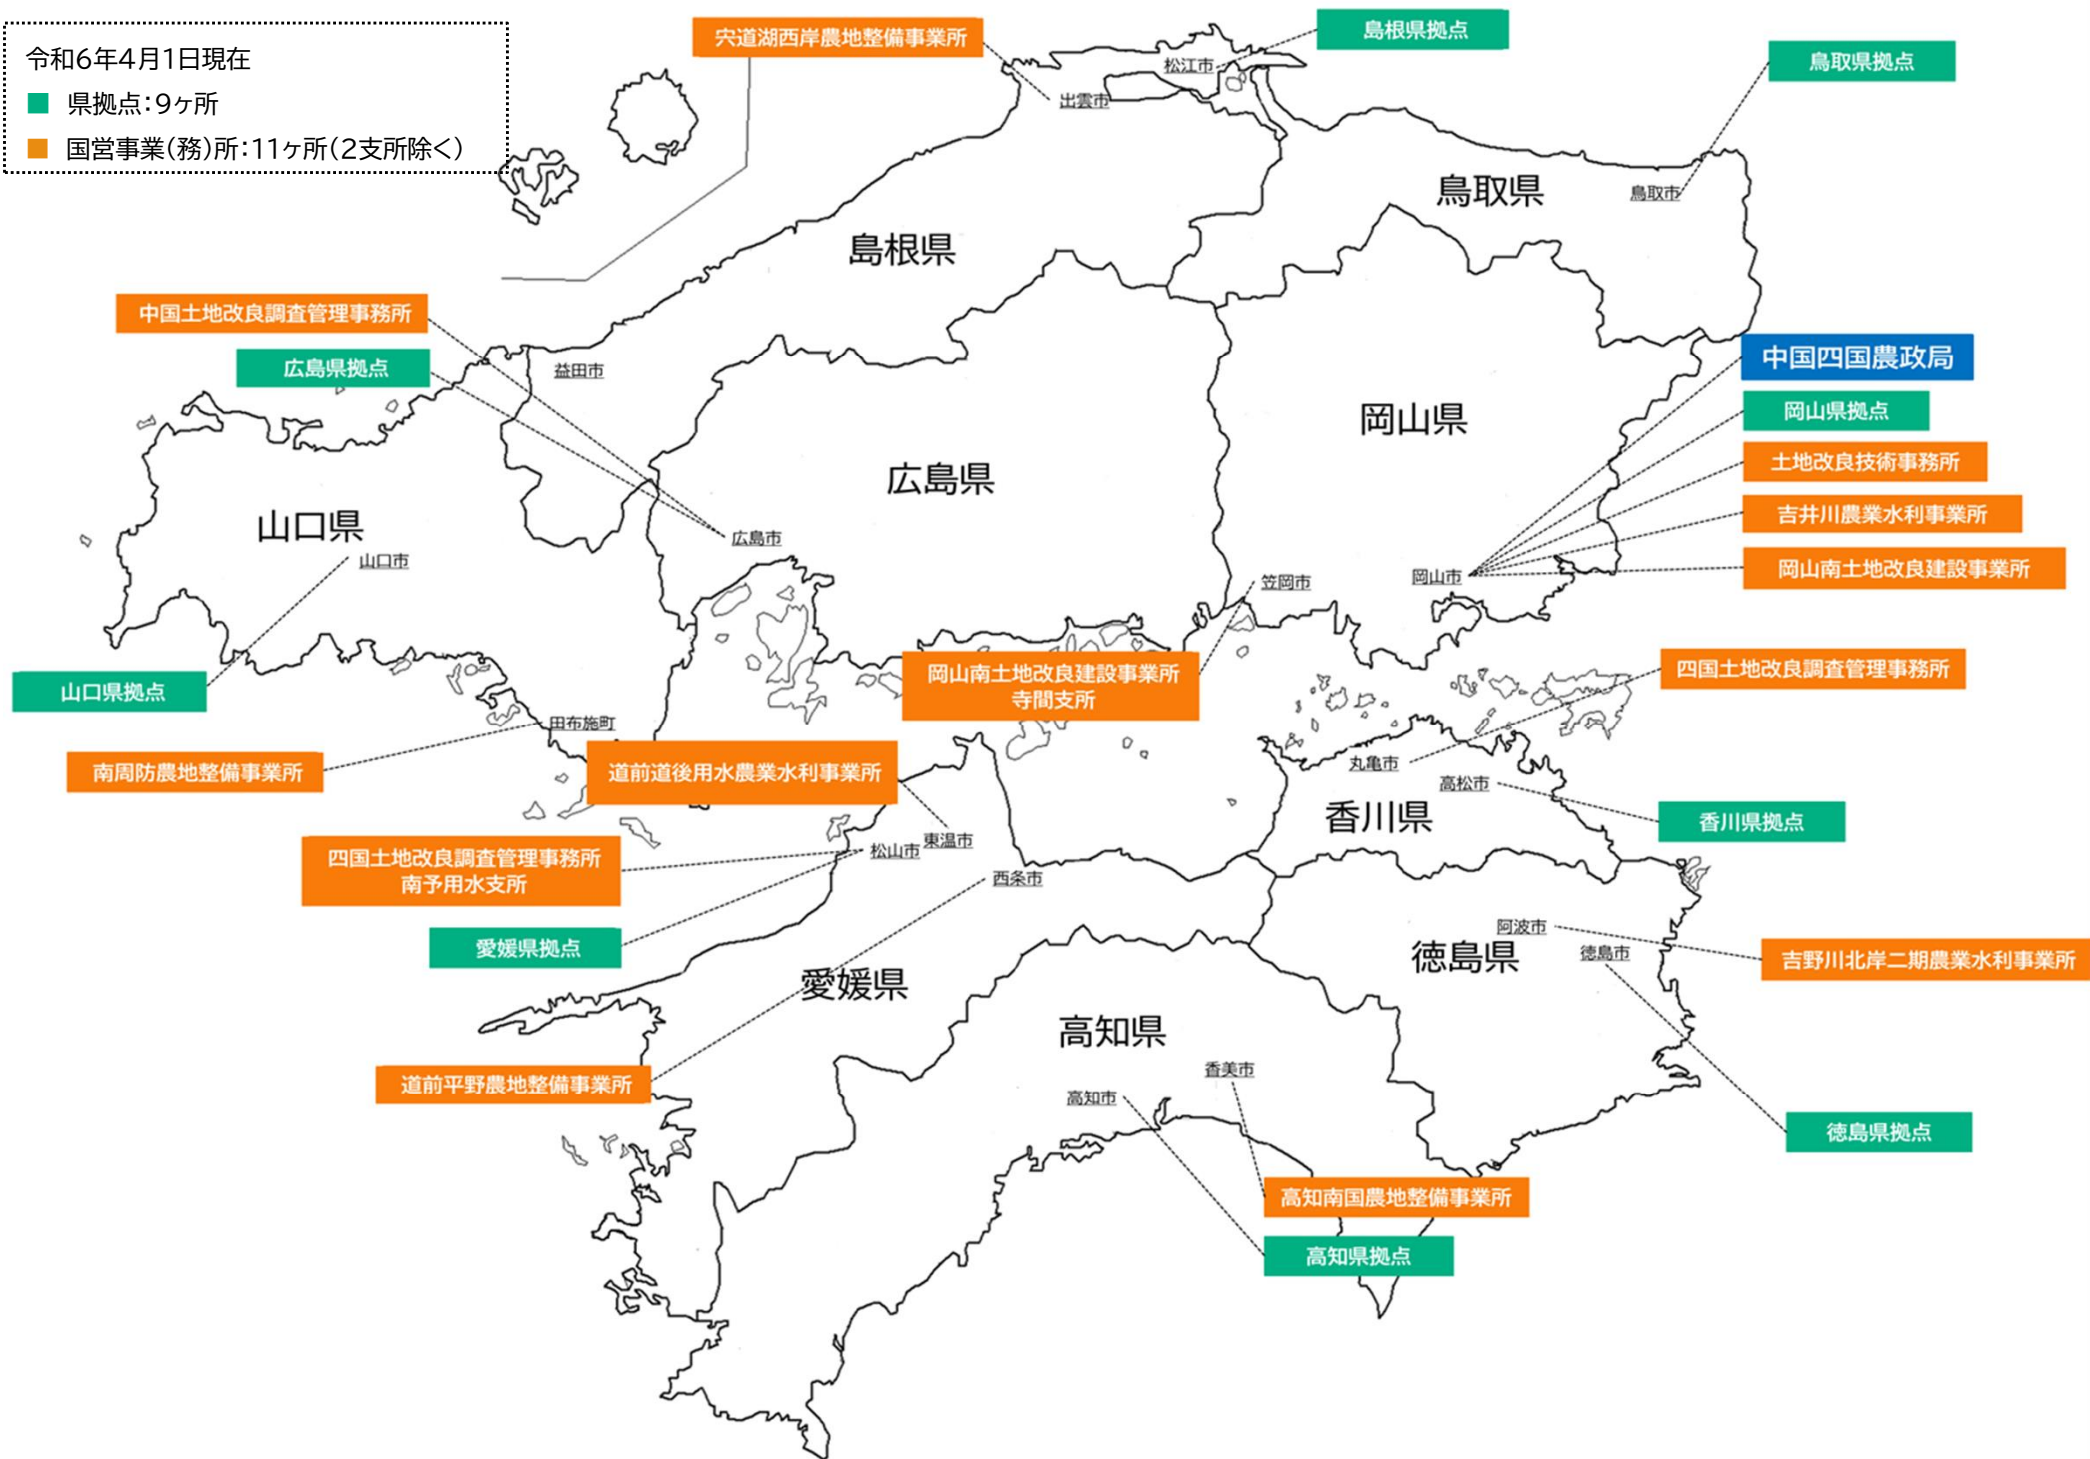 令和6年4月1日現在
県拠点：9ヶ所
国営事業（務）所：11ヶ所（2支所除く）
宍道湖西岸農地整備事業所
島根県拠点
鳥取県拠点
松江市
出雲市
鳥取県
鳥取市
島根県
中国土地改良調査管理事務所
広島県拠点
益田市
中国四国農政局
岡山県拠点
土地改良技術事務所
吉井川農業水利事業所
岡山南土地改良建設事業所
岡山県
広島県
山口県
山口市
広島市
笠岡市
岡山市
山口県拠点
岡山南土地改良建設事業所
寺間支所
四国土地改良調査管理事務所
田布施町
南周防農地整備事業所
道前道後用水農業水利事業所
丸亀市
高松市
香川県
香川県拠点
四国土地改良調査管理事務所
南予用水支所
松山市
東温市
西条市
愛媛県拠点
愛媛県
阿波市
徳島市
徳島県
吉野川北岸二期農業水利事業所
高知県
道前平野農地整備事業所
香美市
高知市
徳島県拠点
高知南国農地整備事業所
高知県拠点